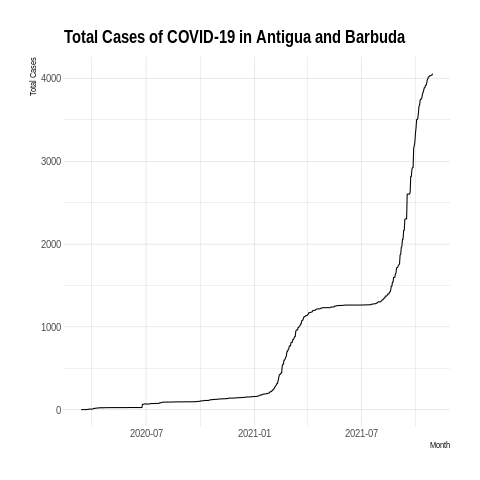 Total Cases of COVID-19 in Antigua and Barbuda
Total Cases
4000
3000
2000
1000
0
2020-07 2021-01 2021-07
Month